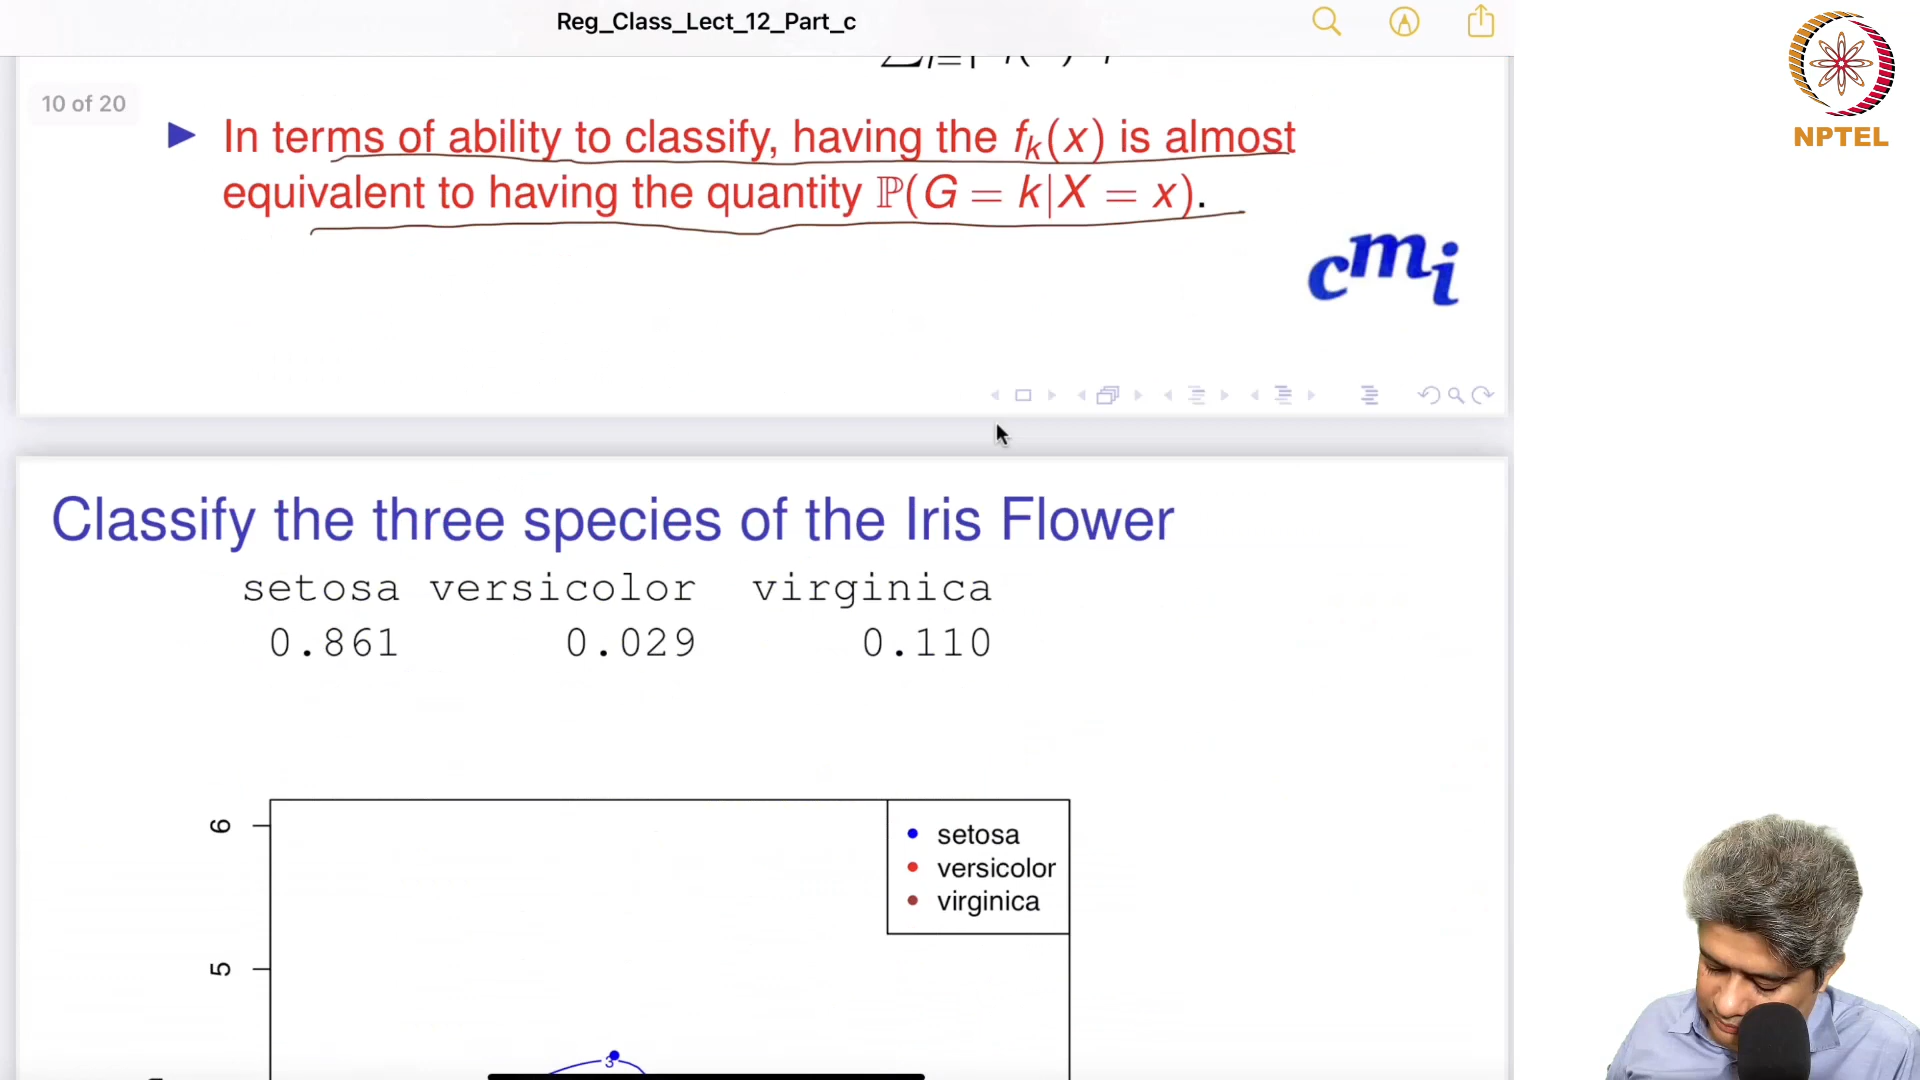 Reg_Class_Lect_12_Part_c
10 of 20
In terms of ability to classify, having the fₖ(x) is almost
equivalent to having the quantity ℙ(G = k|X = x).
cmi
Classify the three species of the Iris Flower
setosa versicolor virginica
0.861 0.029 0.110
6
5
setosa
versicolor
virginica
3
NPTEL